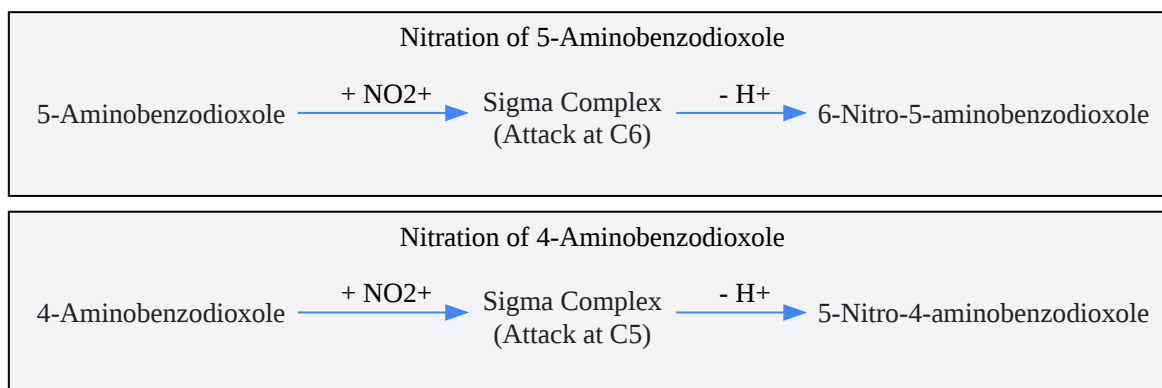 Nitration of 5-Aminobenzodioxole
5-Aminobenzodioxole
+ NO2+
Sigma Complex
(Attack at C6)
- H+
6-Nitro-5-aminobenzodioxole
Nitration of 4-Aminobenzodioxole
4-Aminobenzodioxole
+ NO2+
Sigma Complex
(Attack at C5)
- H+
5-Nitro-4-aminobenzodioxole